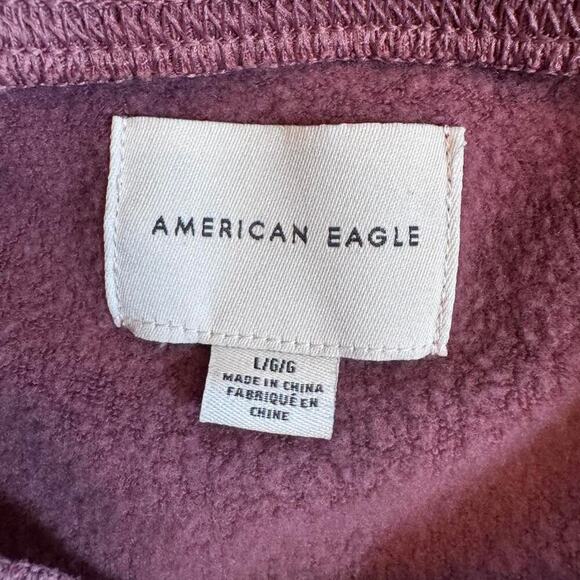 AMERICAN EAGLE
L/G/G
MADE IN CHINA
FABRIQUÉ EN
CHINE